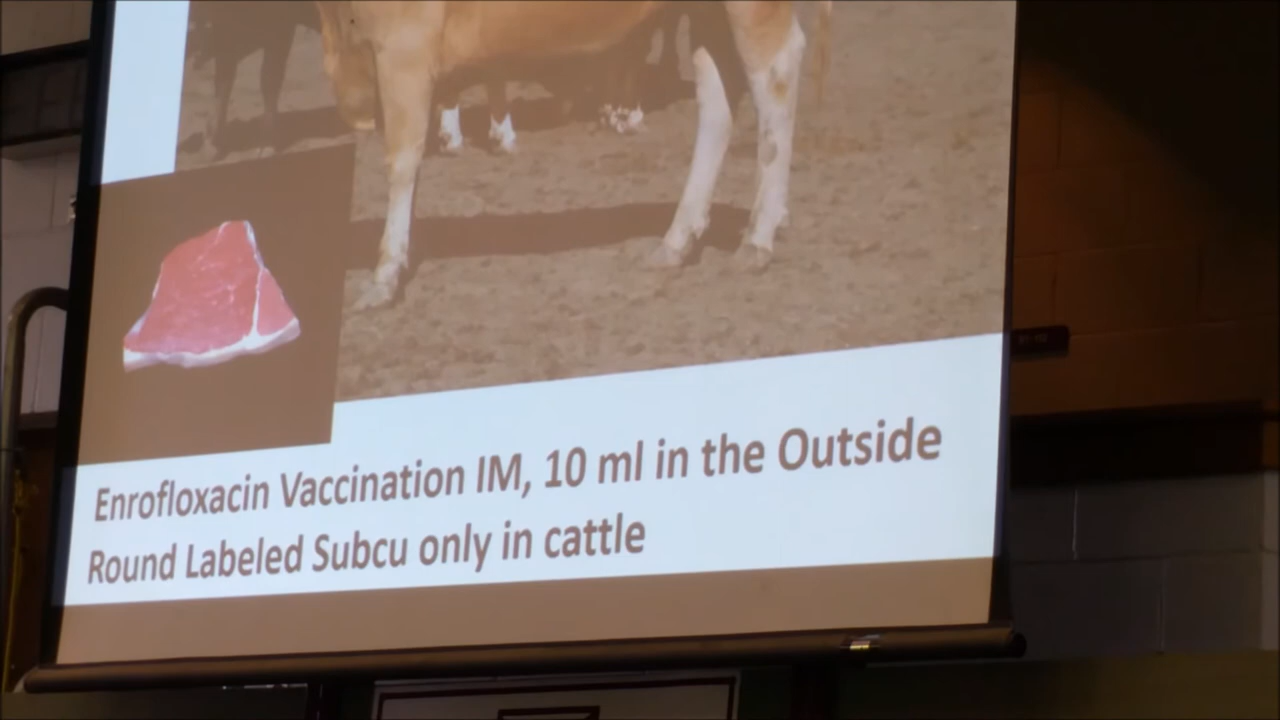 Enrofloxacin Vaccination IM, 10 ml in the Outside
Round Labeled Subcu only in cattle